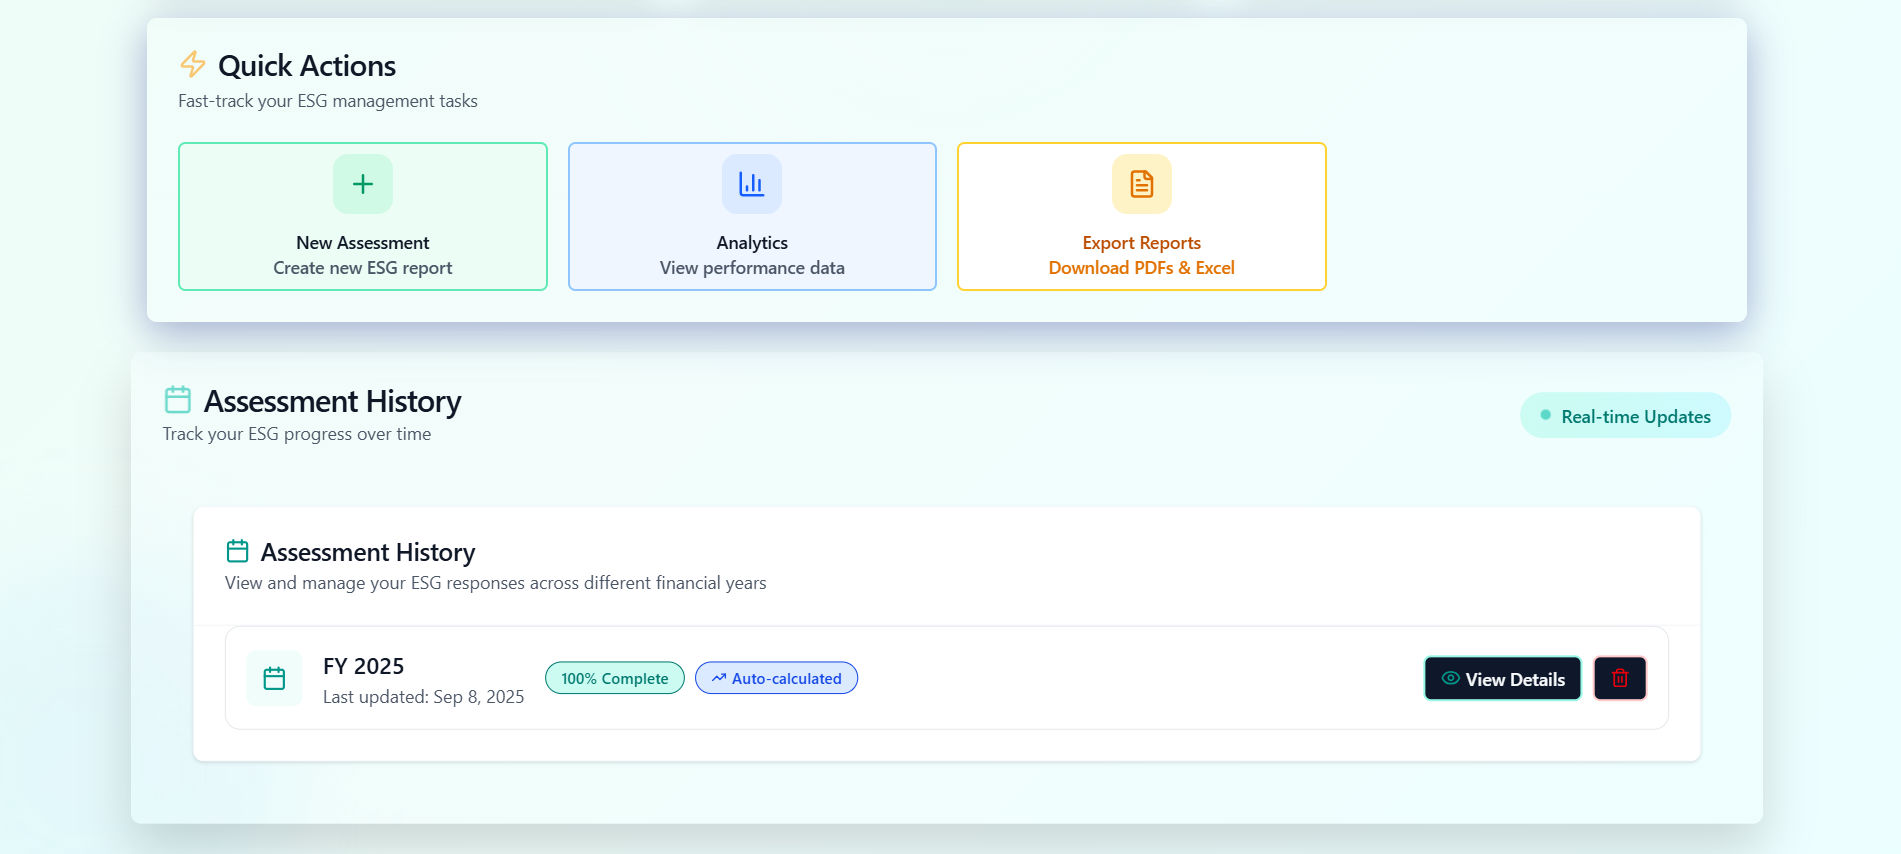 Quick Actions
Fast-track your ESG management tasks
New Assessment
Create new ESG report
Analytics
View performance data
Export Reports
Download PDFs & Excel
Assessment History
Track your ESG progress over time
Real-time Updates
Assessment History
View and manage your ESG responses across different financial years
FY 2025
Last updated: Sep 8, 2025
100% Complete
Auto-calculated
View Details